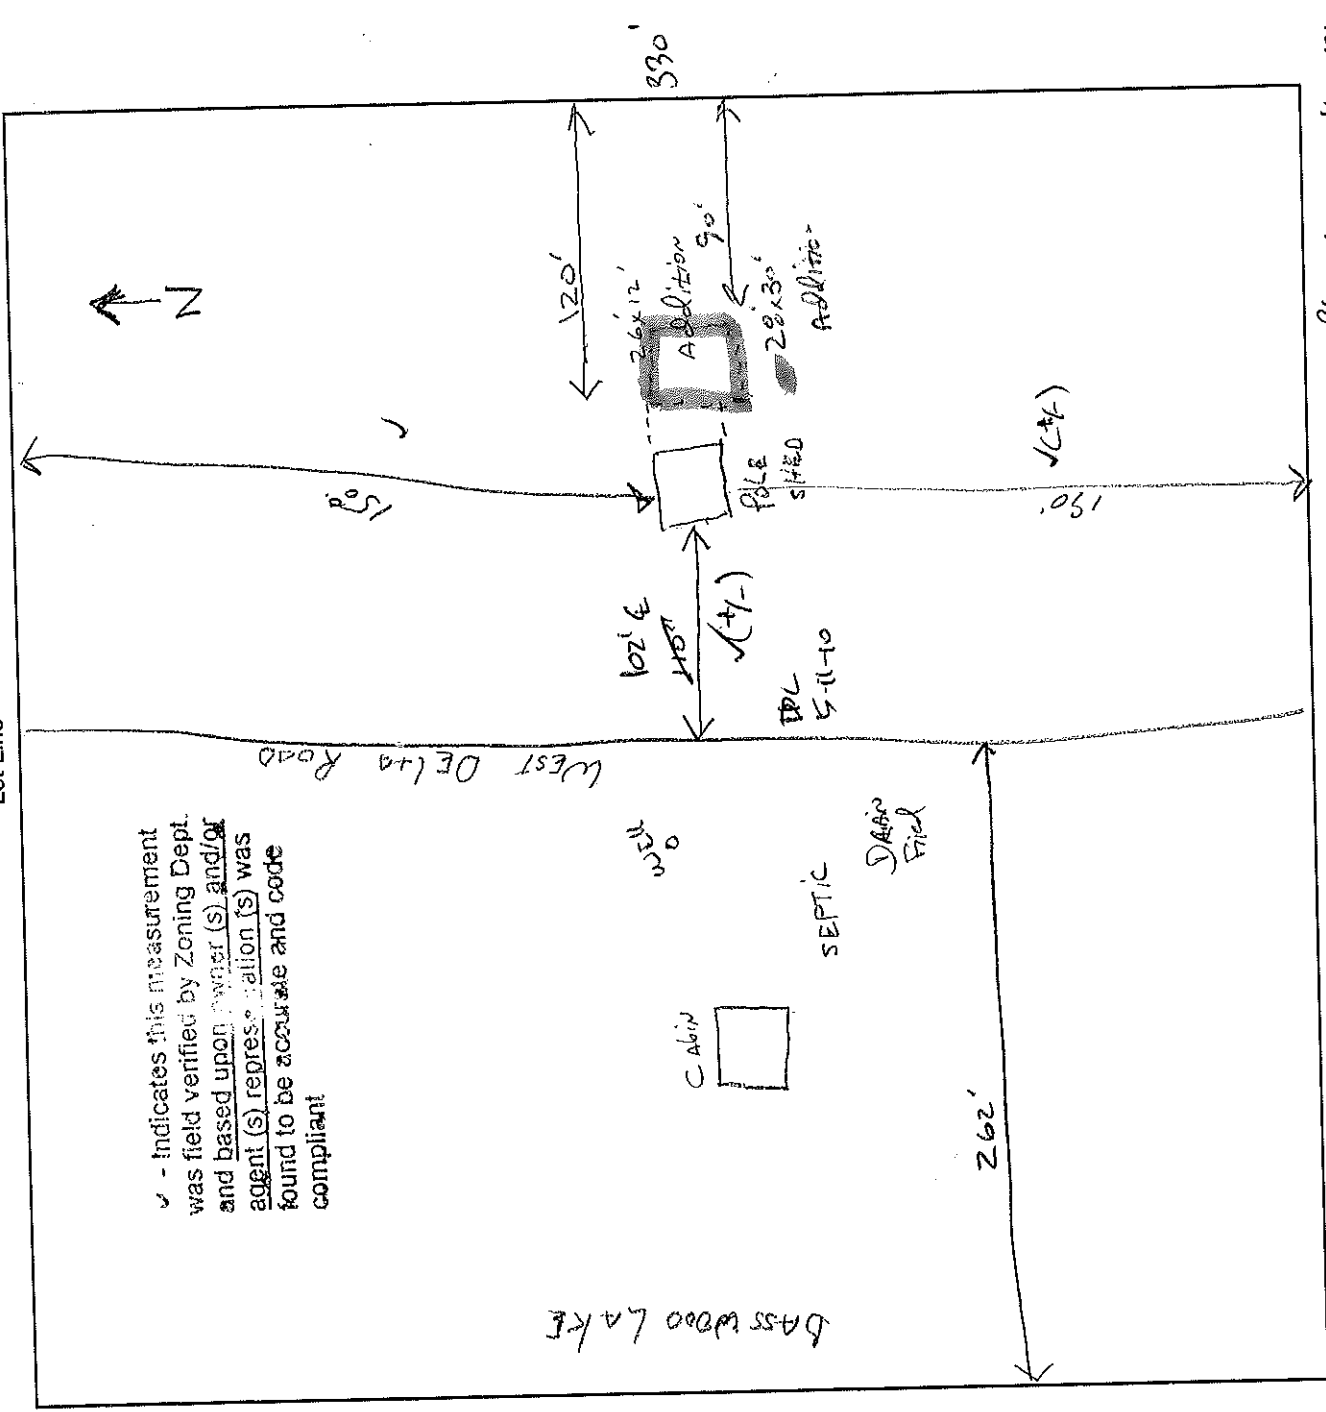 330'
N
120'
26'x12'
Addition
90'
20'x30'
Addition
✓
150'
POLE
SHED
✓(+/-)
150'
102' ℄
110'
✓(+/-)
5-11-10
WEST DELTA ROAD
Lot Line
✓ - Indicates this measurement
was field verified by Zoning Dept.
and based upon owner (s) and/or
agent (s) representation (s) was
found to be accurate and code
compliant
WELL
SEPTIC
DRAIN
Field
CABIN
262'
BASSWOOD LAKE